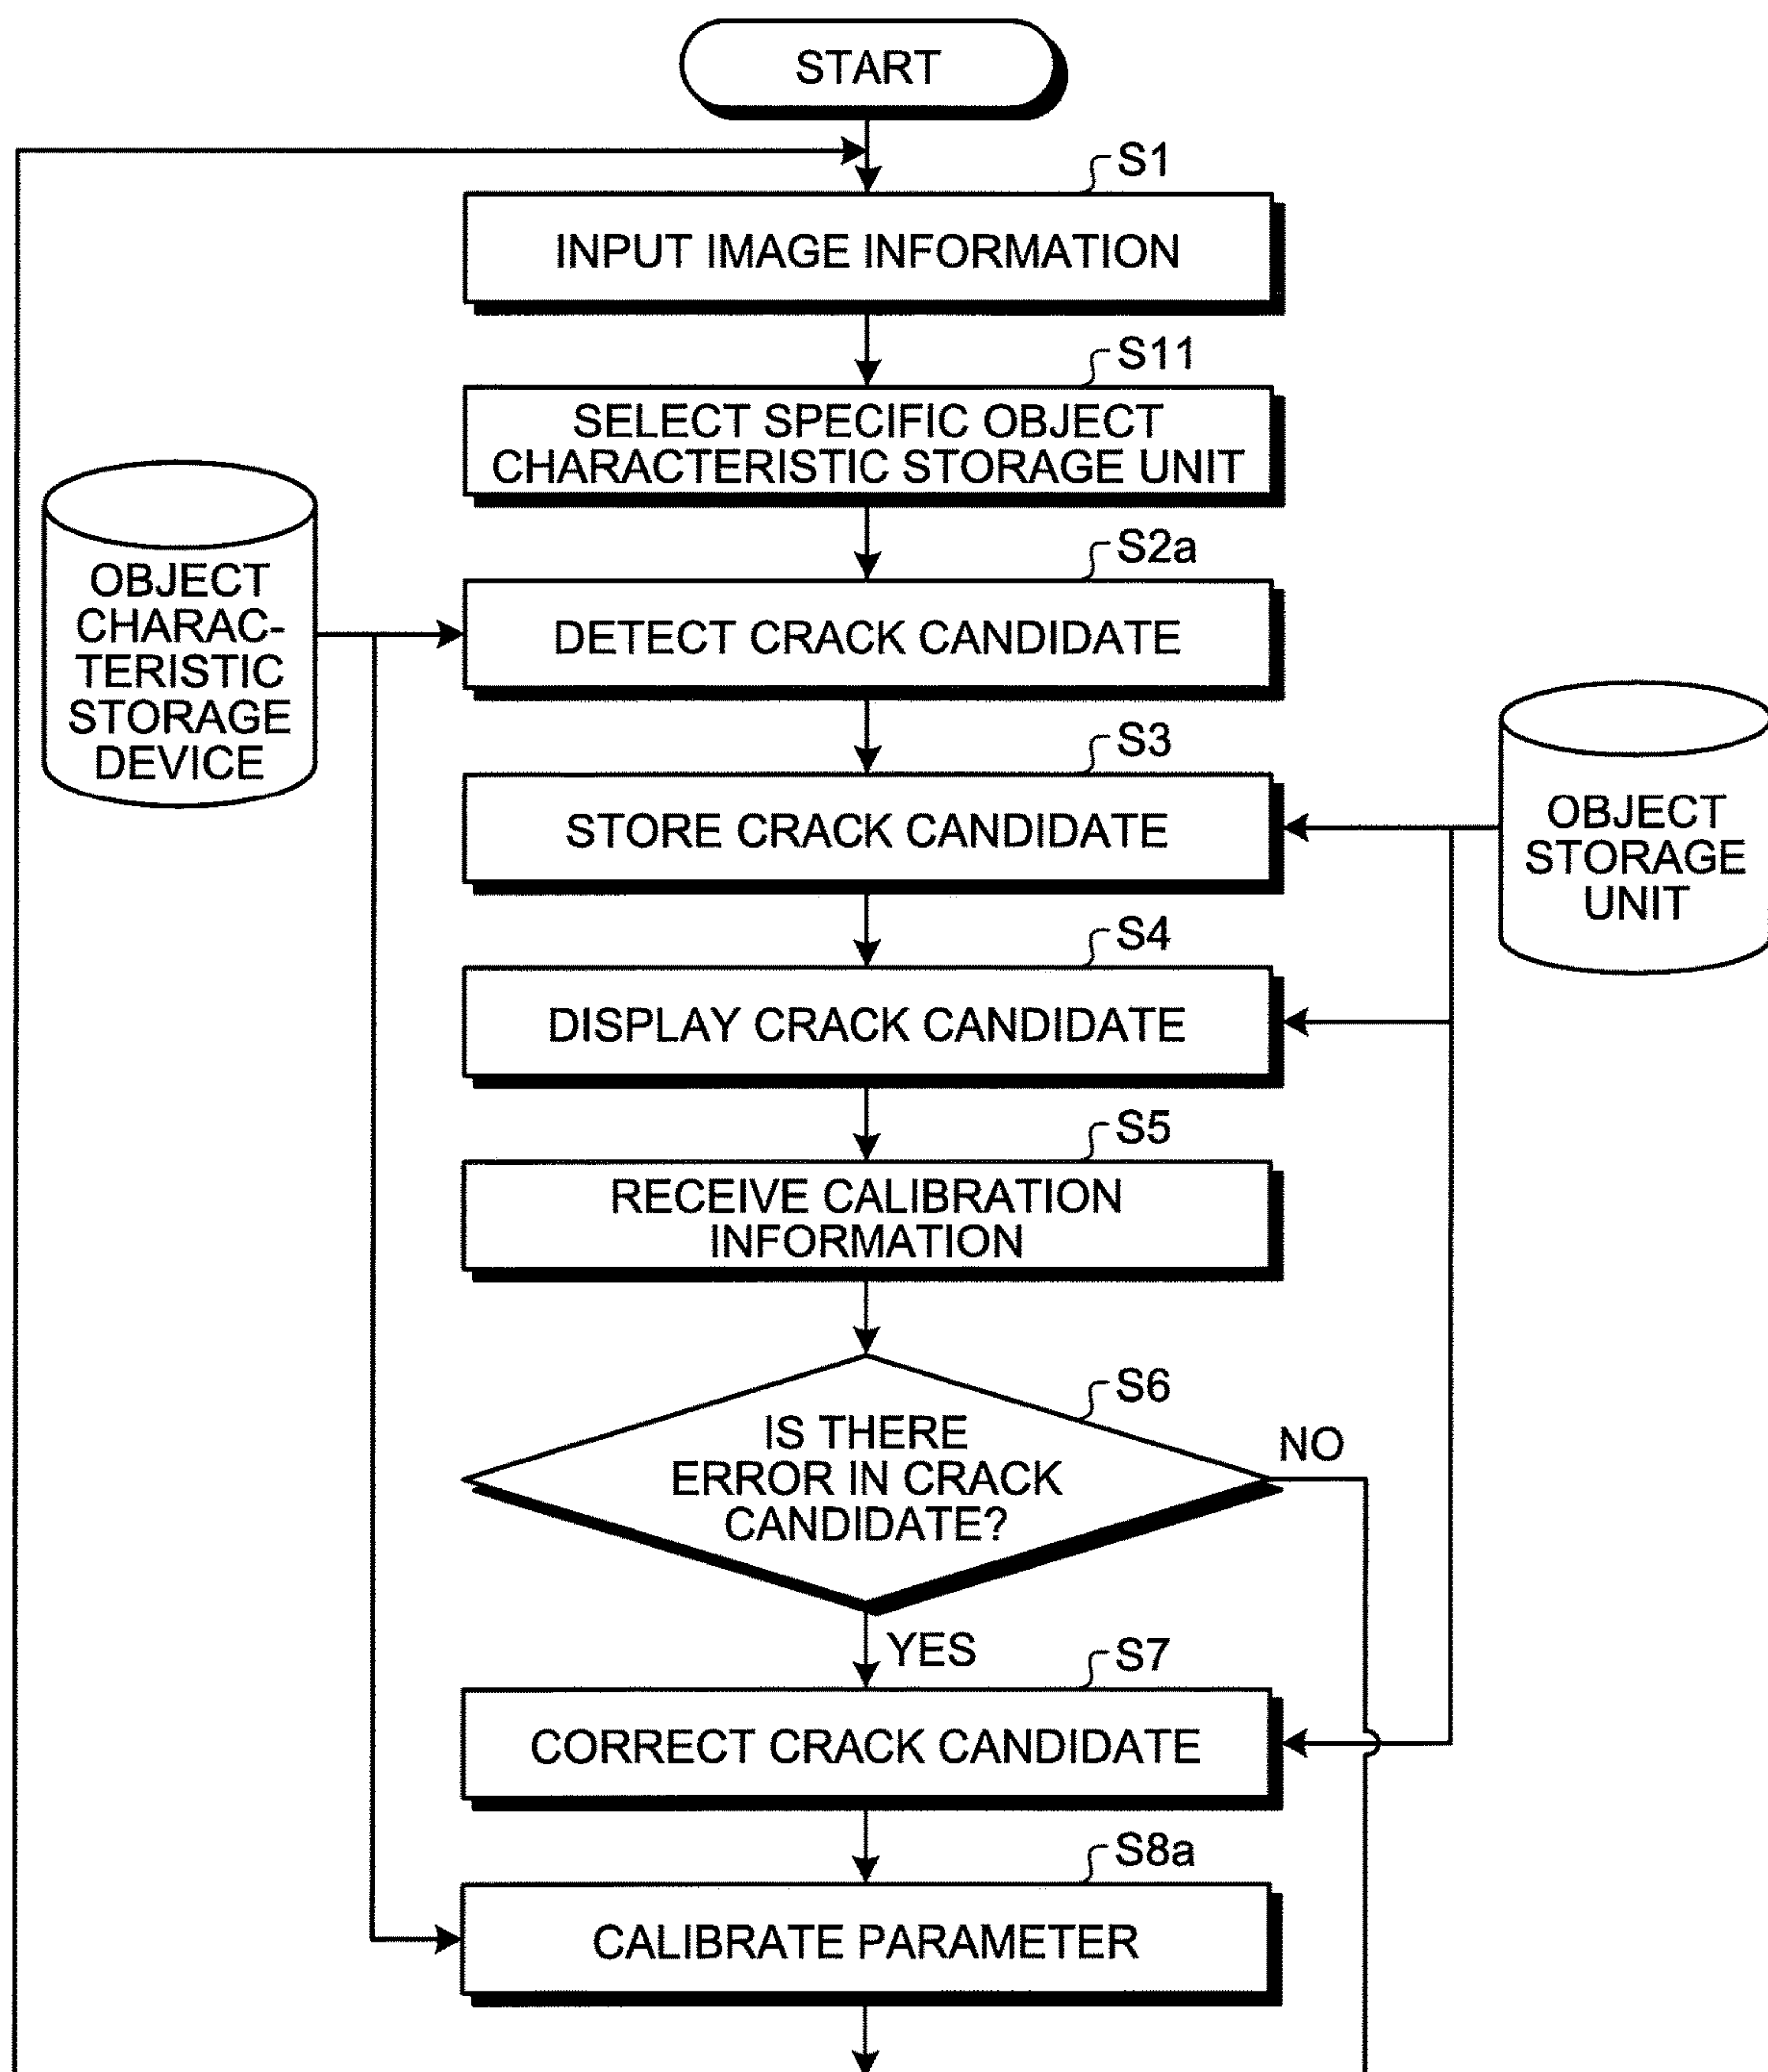 START
S1
INPUT IMAGE INFORMATION
S11
SELECT SPECIFIC OBJECT
CHARACTERISTIC STORAGE UNIT
OBJECT
CHARAC-
TERISTIC
STORAGE
DEVICE
S2a
DETECT CRACK CANDIDATE
S3
STORE CRACK CANDIDATE
OBJECT
STORAGE
UNIT
S4
DISPLAY CRACK CANDIDATE
S5
RECEIVE CALIBRATION
INFORMATION
S6
IS THERE
ERROR IN CRACK
CANDIDATE?
NO
YES
S7
CORRECT CRACK CANDIDATE
S8a
CALIBRATE PARAMETER